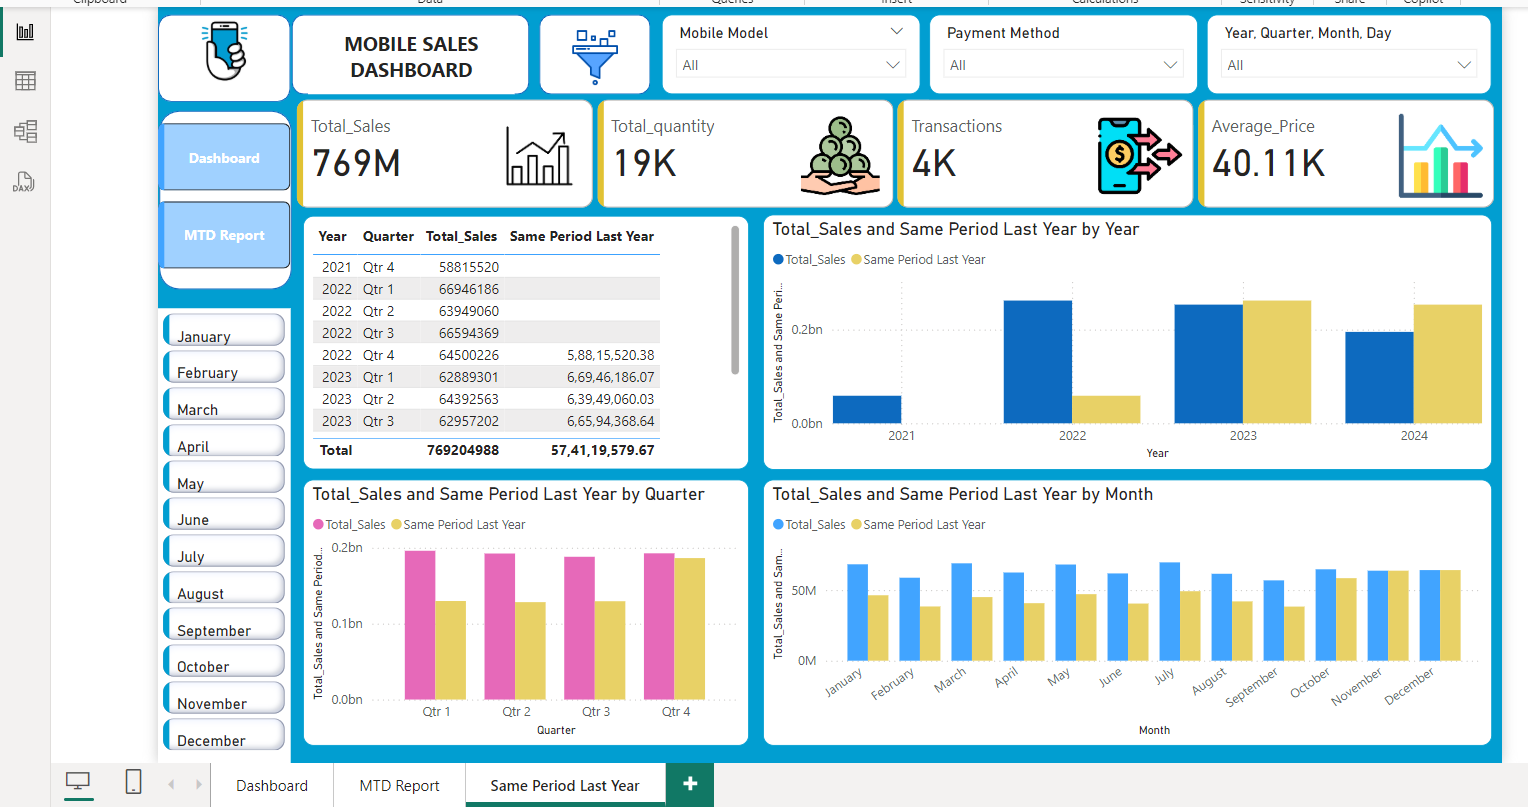 Clipboard Data Queries Insert Calculations Sensitivity Share Copilot
MOBILE SALES
DASHBOARD
Mobile Model
All
Payment Method
All
Year, Quarter, Month, Day
All
Dashboard
MTD Report
Total_Sales
769M
Total_quantity
19K
Transactions
4K
Average_Price
40.11K
DAX
January
February
March
April
May
June
July
August
September
October
November
December
Year Quarter Total_Sales Same Period Last Year
2021 Qtr 4 58815520
2022 Qtr 1 66946186
2022 Qtr 2 63949060
2022 Qtr 3 66594369
2022 Qtr 4 64500226 5,88,15,520.38
2023 Qtr 1 62889301 6,69,46,186.07
2023 Qtr 2 64392563 6,39,49,060.03
2023 Qtr 3 62957202 6,65,94,368.64
Total 769204988 57,41,19,579.67
Total_Sales and Same Period Last Year by Year
Total_Sales Same Period Last Year
Total_Sales and Same Peri...
0.2bn
0.0bn
2021 2022 2023 2024
Year
Total_Sales and Same Period Last Year by Quarter
Total_Sales Same Period Last Year
Total_Sales and Same Period...
0.2bn
0.1bn
0.0bn
Qtr 1 Qtr 2 Qtr 3 Qtr 4
Quarter
Total_Sales and Same Period Last Year by Month
Total_Sales Same Period Last Year
Total_Sales and Sam...
50M
0M
January February March April May June July August September October November December
Month
Dashboard MTD Report Same Period Last Year +